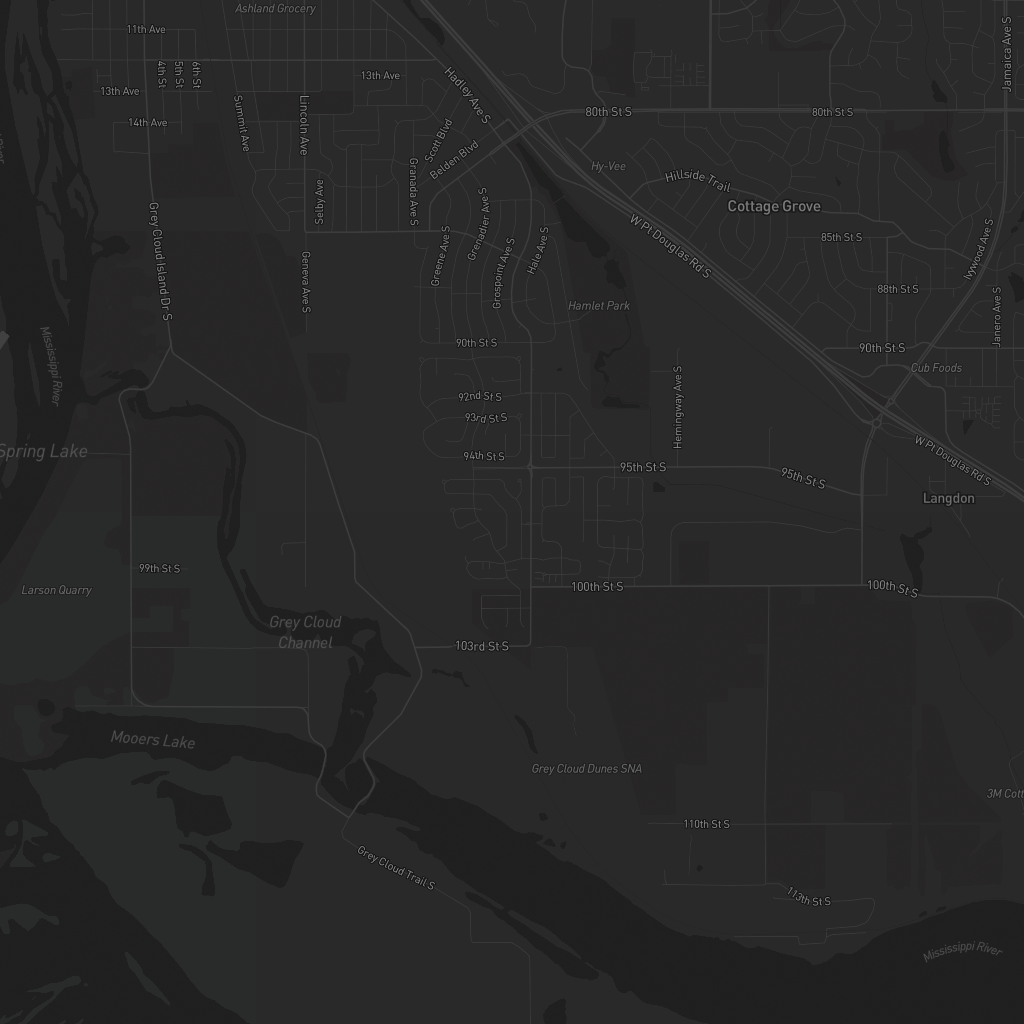 Ashland Grocery
11th Ave
4th St
5th St
6th St
13th Ave
13th Ave
Hadley Ave S
Jamaica Ave S
14th Ave
Summit Ave
Lincoln Ave
80th St S
80th St S
Scott Blvd
Belden Blvd
River
Granada Ave S
Selby Ave
Hy-Vee
Hillside Trail
Cottage Grove
Grey Cloud Island Dr S
Grenadier Ave S
Greene Ave S
Grospoint Ave S
Hale Ave S
W Pt Douglas Rd S
85th St S
Ivywood Ave S
Geneva Ave S
88th St S
Janero Ave S
Hamlet Park
Mississippi River
90th St S
90th St S
Cub Foods
92nd St S
93rd St S
Hemingway Ave S
Spring Lake
94th St S
95th St S
95th St S
W Pt Douglas Rd S
Langdon
99th St S
Larson Quarry
100th St S
100th St S
Grey Cloud
Channel
103rd St S
Mooers Lake
Grey Cloud Dunes SNA
3M Cott
110th St S
Grey Cloud Trail S
113th St S
Mississippi River